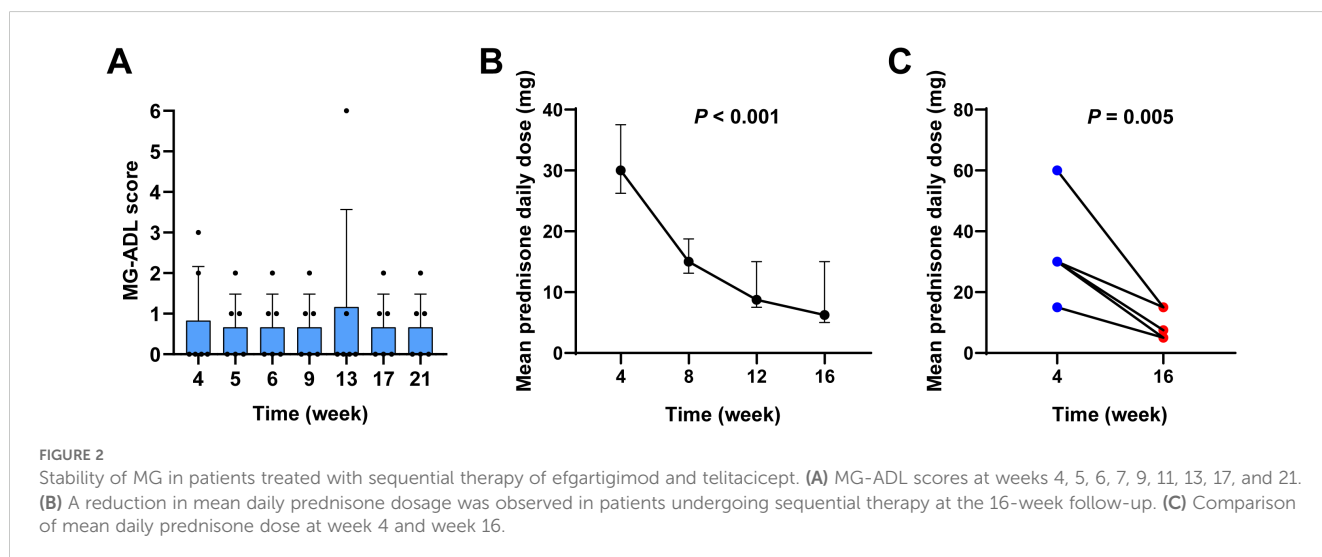 A
MG-ADL score
6
5
4
3
2
1
0
4 5 6 9 13 17 21
Time (week)
B
Mean prednisone daily dose (mg)
P < 0.001
40
30
20
10
0
4 8 12 16
Time (week)
C
Mean prednisone daily dose (mg)
P = 0.005
80
60
40
20
0
4 16
Time (week)
FIGURE 2
Stability of MG in patients treated with sequential therapy of efgartigimod and telitacicept. (A) MG-ADL scores at weeks 4, 5, 6, 7, 9, 11, 13, 17, and 21.
(B) A reduction in mean daily prednisone dosage was observed in patients undergoing sequential therapy at the 16-week follow-up. (C) Comparison
of mean daily prednisone dose at week 4 and week 16.